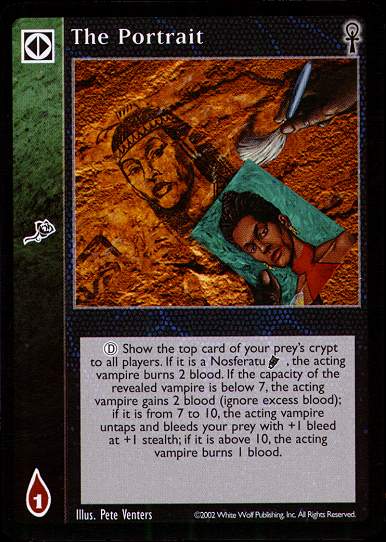 The Portrait
Ⓓ Show the top card of your prey's crypt
to all players. If it is a Nosferatu , the acting
vampire burns 2 blood. If the capacity of the
revealed vampire is below 7, the acting
vampire gains 2 blood (ignore excess blood);
if it is from 7 to 10, the acting vampire
untaps and bleeds your prey with +1 bleed
at +1 stealth; if it is above 10, the acting
vampire burns 1 blood.
1
Illus. Pete Venters
©2002 White Wolf Publishing, Inc. All Rights Reserved.